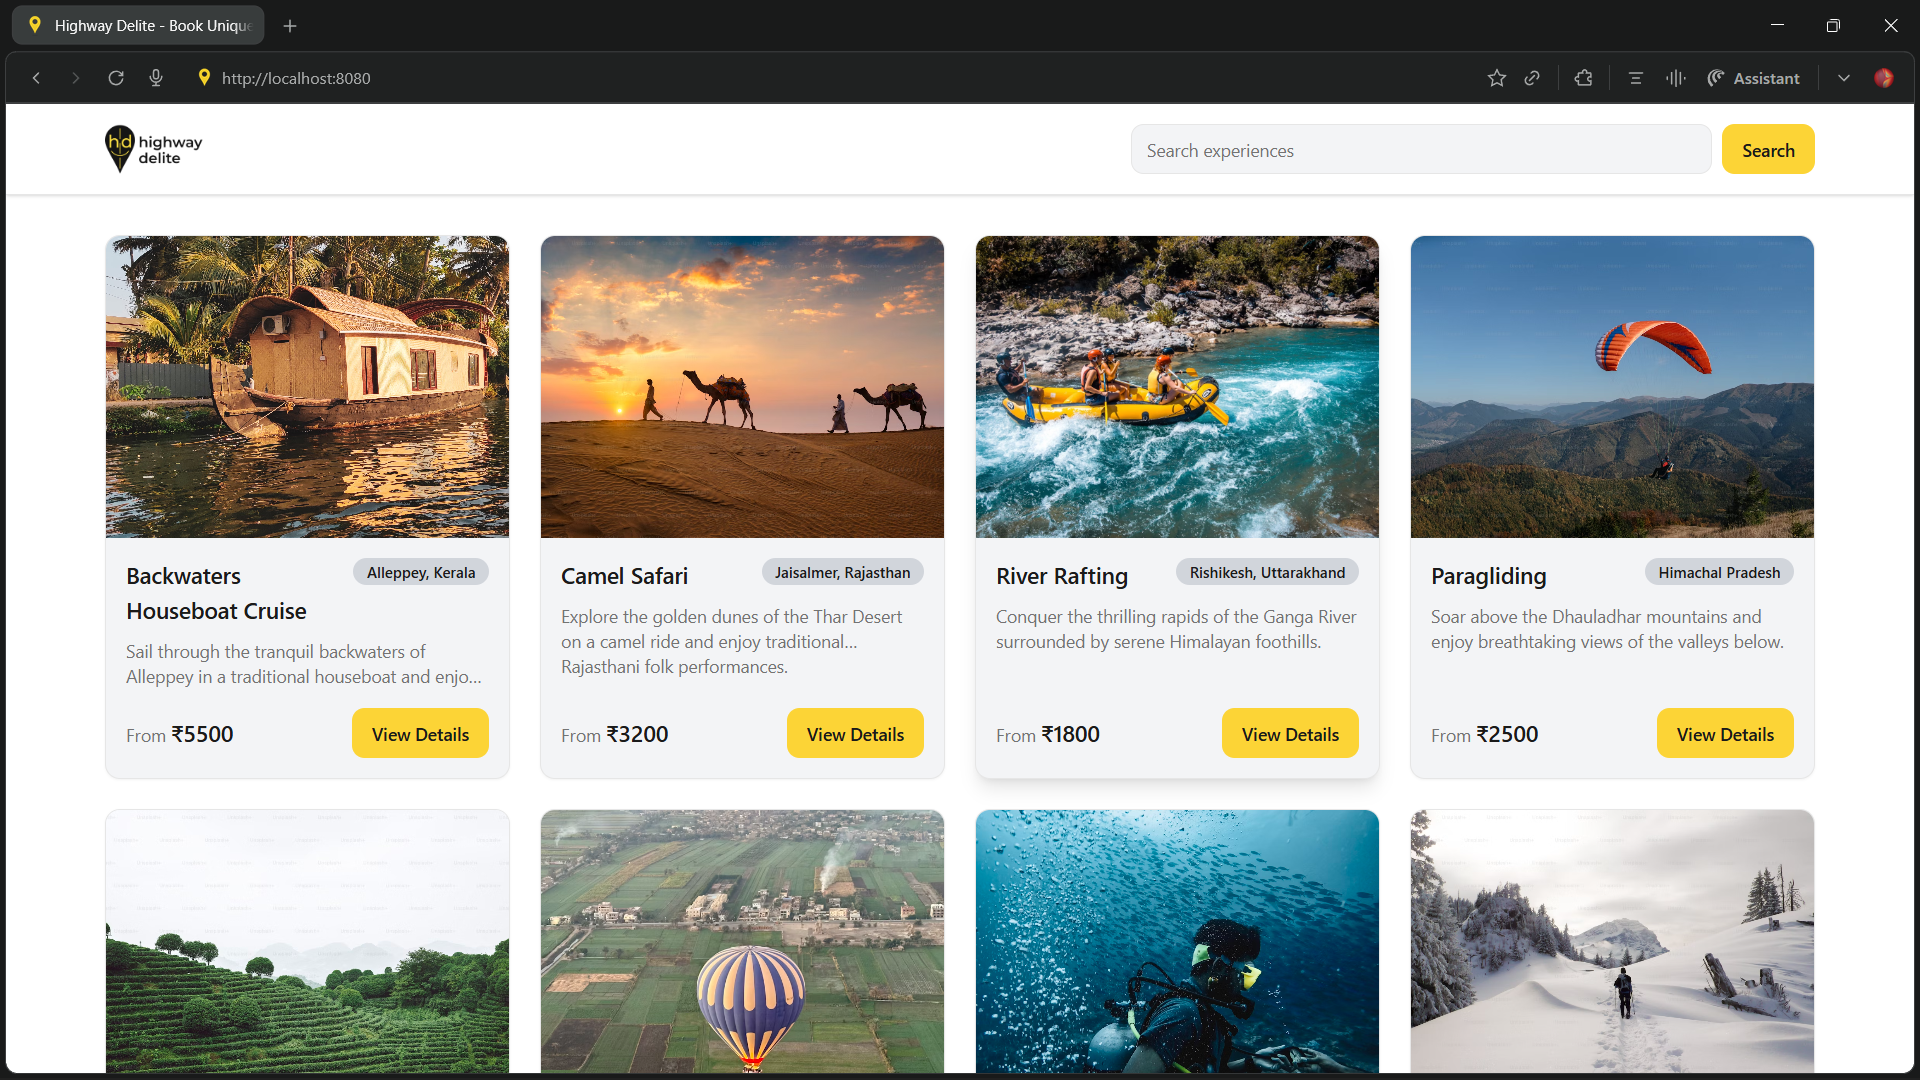 Highway Delite - Book Unique
http://localhost:8080
Assistant
hd highway
delite
Search experiences
Search
Backwaters
Houseboat Cruise
Alleppey, Kerala
Sail through the tranquil backwaters of
Alleppey in a traditional houseboat and enjo...
From ₹5500
View Details
Camel Safari
Jaisalmer, Rajasthan
Explore the golden dunes of the Thar Desert
on a camel ride and enjoy traditional...
Rajasthani folk performances.
From ₹3200
View Details
River Rafting
Rishikesh, Uttarakhand
Conquer the thrilling rapids of the Ganga River
surrounded by serene Himalayan foothills.
From ₹1800
View Details
Paragliding
Himachal Pradesh
Soar above the Dhauladhar mountains and
enjoy breathtaking views of the valleys below.
From ₹2500
View Details